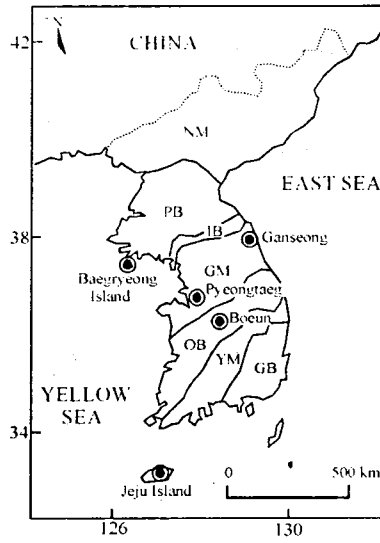 42
N
CHINA
NM
EAST SEA
PB
IB
38
Ganseong
GM
Baegryeong
Island
Pyeongtaeg
Boeun
OB
YM
GB
YELLOW
SEA
34
0 500 km
Jeju Island
126 130